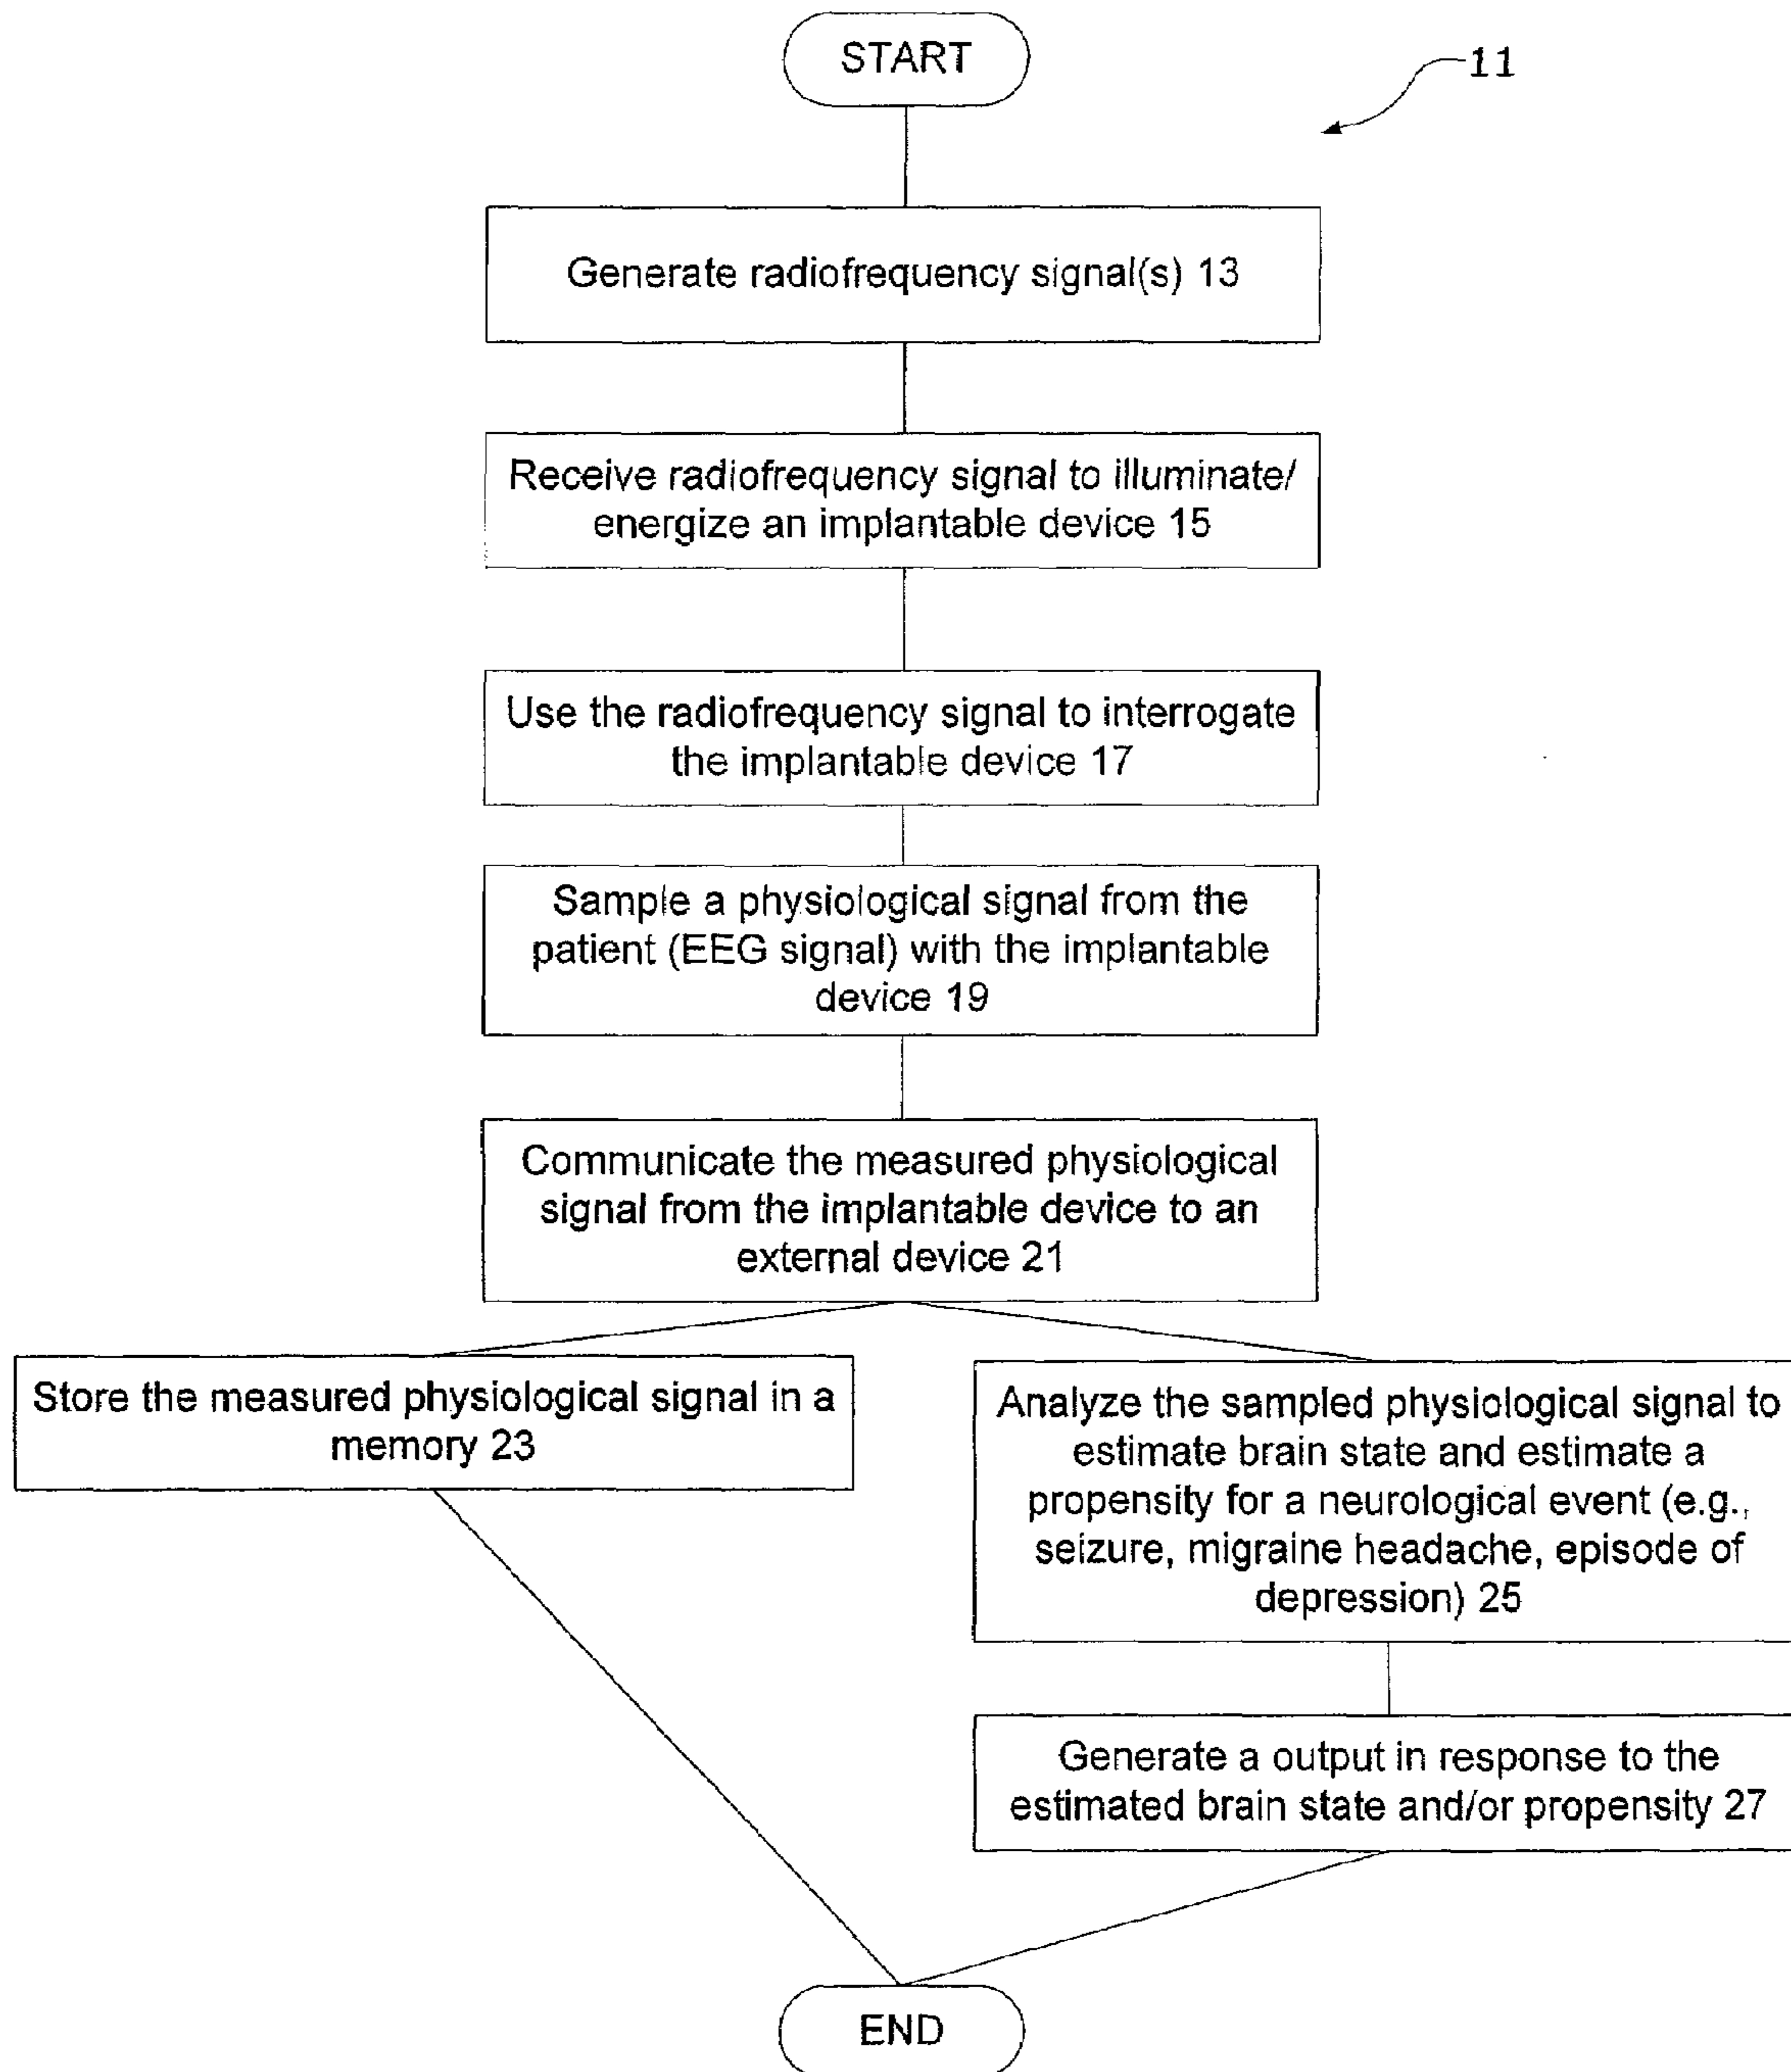 START
11
Generate radiofrequency signal(s) 13
Receive radiofrequency signal to illuminate/
energize an implantable device 15
Use the radiofrequency signal to interrogate
the implantable device 17
Sample a physiological signal from the
patient (EEG signal) with the implantable
device 19
Communicate the measured physiological
signal from the implantable device to an
external device 21
Store the measured physiological signal in a
memory 23
Analyze the sampled physiological signal to
estimate brain state and estimate a
propensity for a neurological event (e.g.,
seizure, migraine headache, episode of
depression) 25
Generate a output in response to the
estimated brain state and/or propensity 27
END